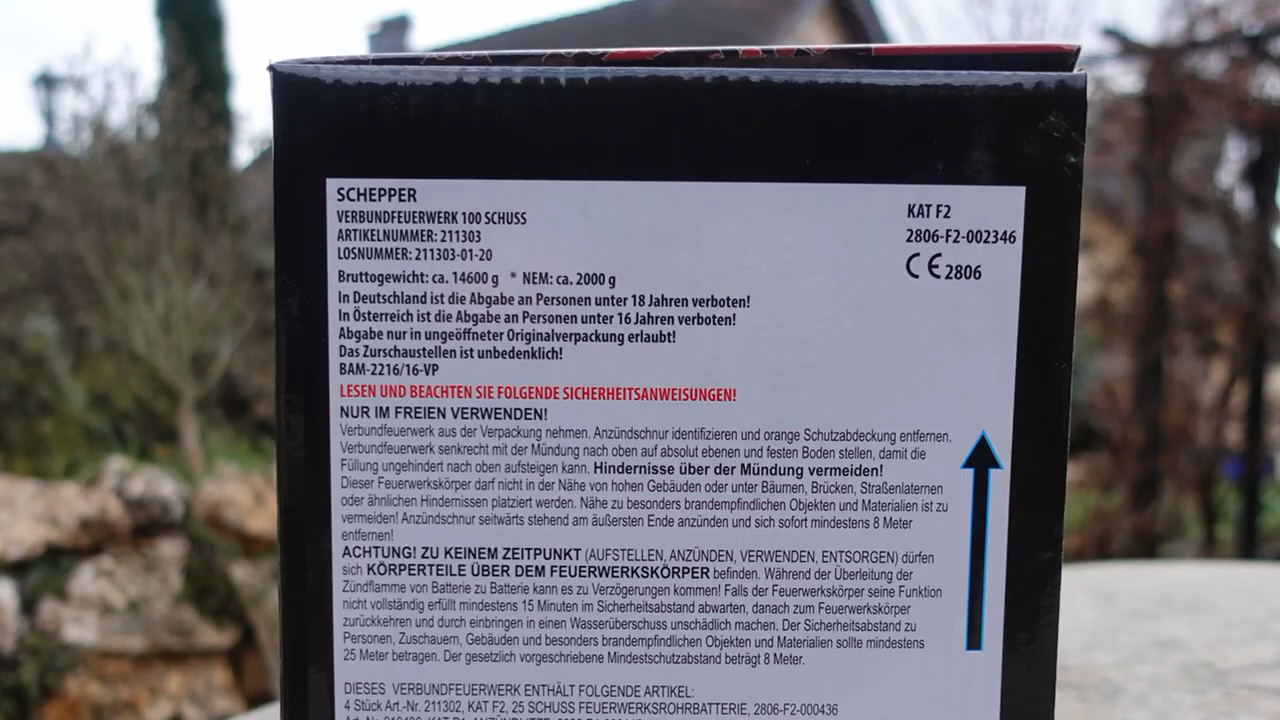 SCHEPPER
VERBUNDFEUERWERK 100 SCHUSS
ARTIKELNUMMER: 211303
LOSNUMMER: 211303-01-20
Bruttogewicht: ca. 14600 g * NEM: ca. 2000 g
In Deutschland ist die Abgabe an Personen unter 18 Jahren verboten!
In Österreich ist die Abgabe an Personen unter 16 Jahren verboten!
Abgabe nur in ungeöffneter Originalverpackung erlaubt!
Das Zurschaustellen ist unbedenklich!
BAM-2216/16-VP
KAT F2
2806-F2-002346
CE 2806
LESEN UND BEACHTEN SIE FOLGENDE SICHERHEITSANWEISUNGEN!
NUR IM FREIEN VERWENDEN!
Verbundfeuerwerk aus der Verpackung nehmen. Anzündschnur identifizieren und orange Schutzabdeckung entfernen.
Verbundfeuerwerk senkrecht mit der Mündung nach oben auf absolut ebenen und festen Boden stellen, damit die
Füllung ungehindert nach oben aufsteigen kann. Hindernisse über der Mündung vermeiden!
Dieser Feuerwerkskörper darf nicht in der Nähe von hohen Gebäuden oder unter Bäumen, Brücken, Straßenlaternen
oder ähnlichen Hindernissen platziert werden. Nähe zu besonders brandempfindlichen Objekten und Materialien ist zu
vermeiden! Anzündschnur seitwärts stehend am äußersten Ende anzünden und sich sofort mindestens 8 Meter
entfernen!
ACHTUNG! ZU KEINEM ZEITPUNKT (AUFSTELLEN, ANZÜNDEN, VERWENDEN, ENTSORGEN) dürfen
sich KÖRPERTEILE ÜBER DEM FEUERWERKSKÖRPER befinden. Während der Überleitung der
Zündflamme von Batterie zu Batterie kann es zu Verzögerungen kommen! Falls der Feuerwerkskörper seine Funktion
nicht vollständig erfüllt mindestens 15 Minuten im Sicherheitsabstand abwarten, danach zum Feuerwerkskörper
zurückkehren und durch einbringen in einen Wasserüberschuss unschädlich machen. Der Sicherheitsabstand zu
Personen, Zuschauern, Gebäuden und besonders brandempfindlichen Objekten und Materialien sollte mindestens
25 Meter betragen. Der gesetzlich vorgeschriebene Mindestschutzabstand beträgt 8 Meter.
DIESES VERBUNDFEUERWERK ENTHÄLT FOLGENDE ARTIKEL:
4 Stück Art.-Nr. 211302, KAT F2, 25 SCHUSS FEUERWERKSROHRBATTERIE, 2806-F2-000436